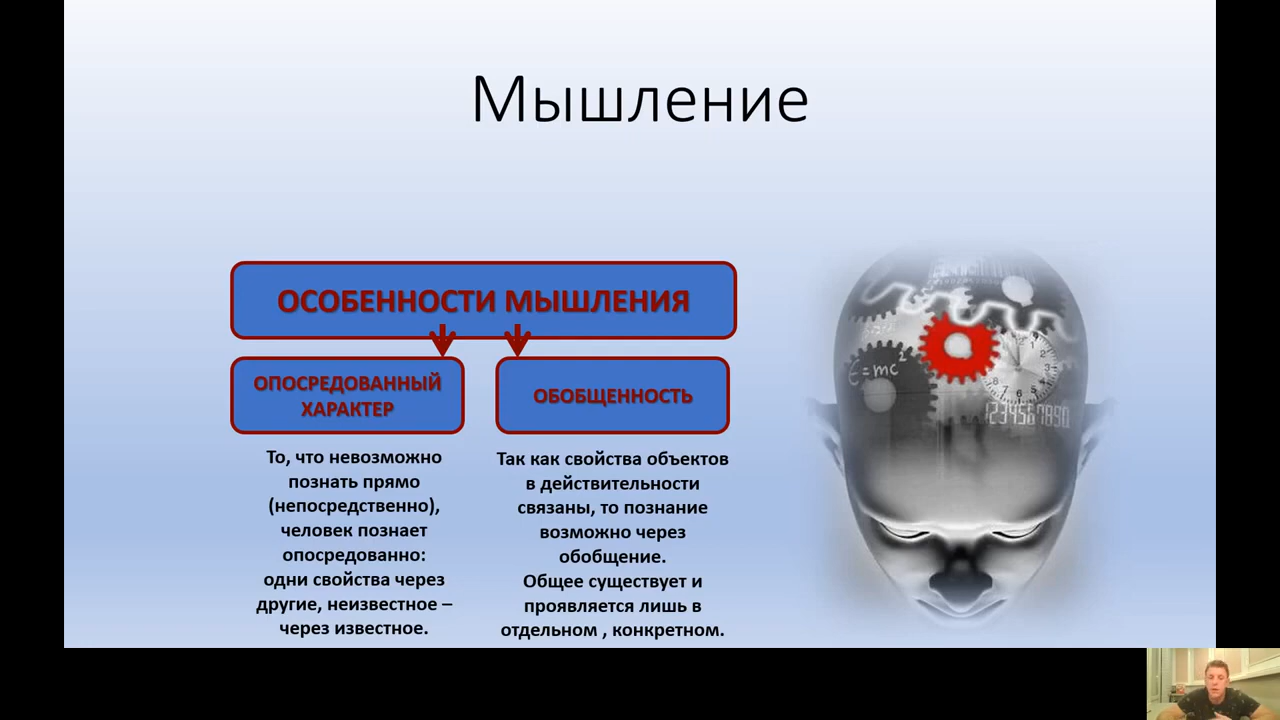 Мышление
ОСОБЕННОСТИ МЫШЛЕНИЯ
ОПОСРЕДОВАННЫЙ
ХАРАКТЕР
То, что невозможно
познать прямо
(непосредственно),
человек познает
опосредованно:
одни свойства через
другие, неизвестное –
через известное.
ОБОБЩЕННОСТЬ
Так как свойства объектов
в действительности
связаны, то познание
возможно через
обобщение.
Общее существует и
проявляется лишь в
отдельном , конкретном.
E=mc²
1234567890